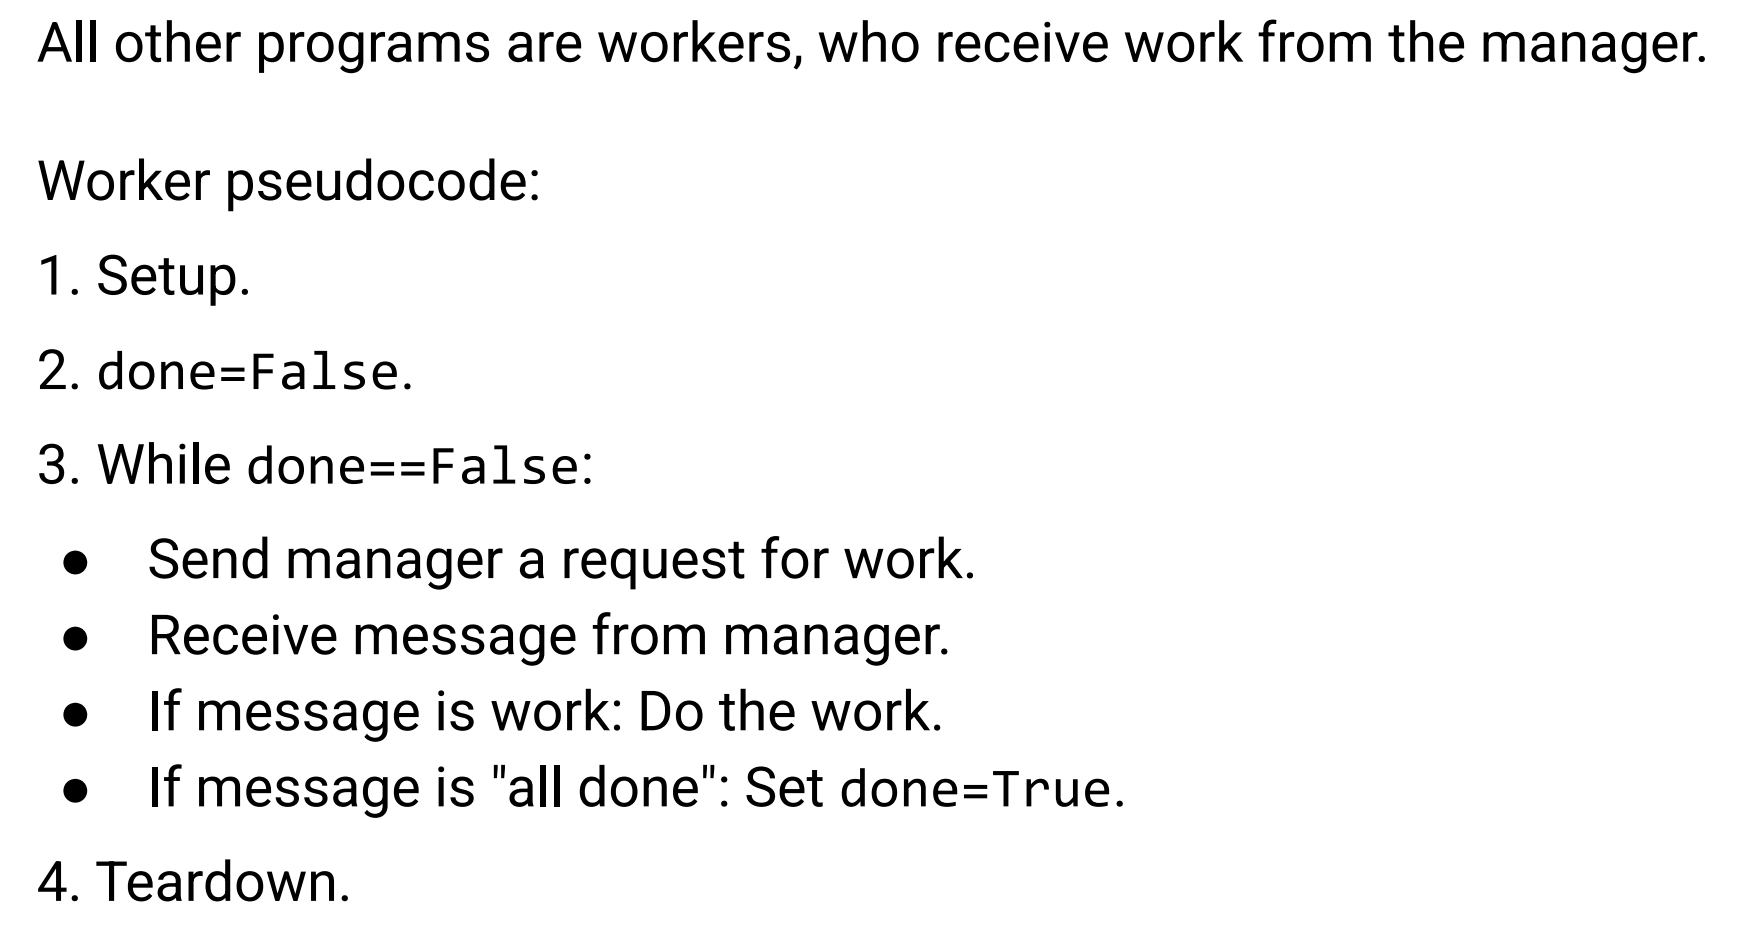 All other programs are workers, who receive work from the manager.
Worker pseudocode:
1. Setup.
2. done=False.
3. While done==False:
● Send manager a request for work.
● Receive message from manager.
● If message is work: Do the work.
● If message is "all done": Set done=True.
4. Teardown.